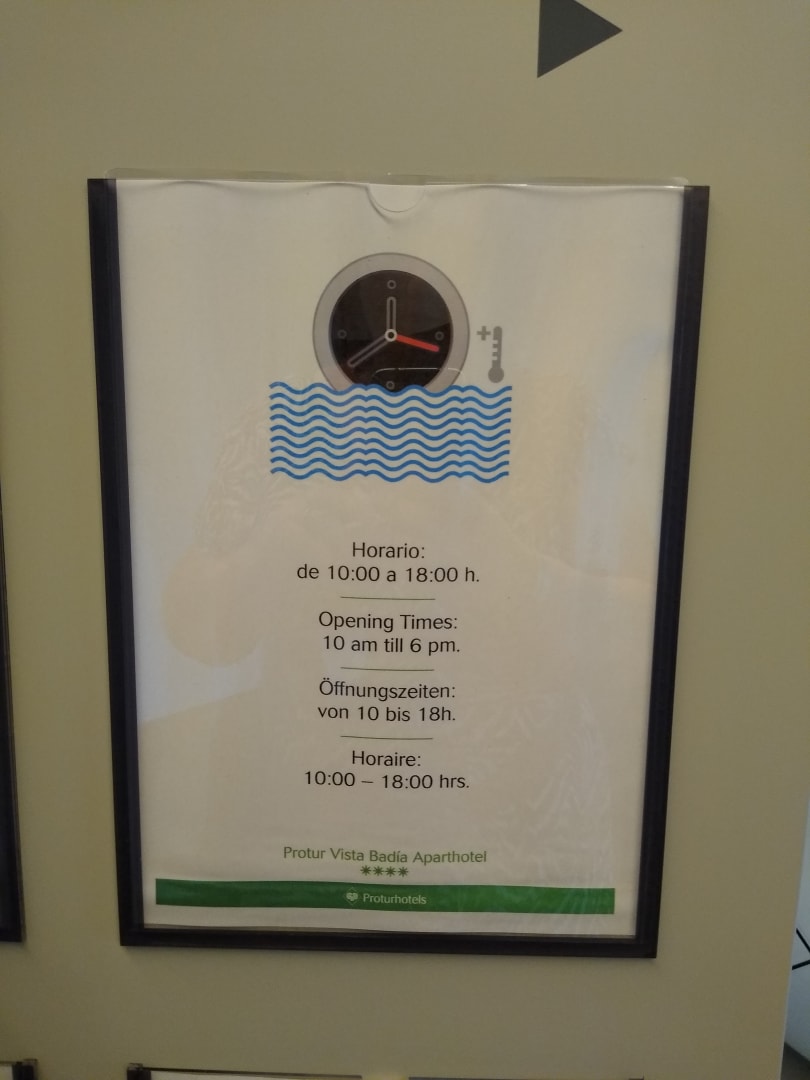 Horario:
de 10:00 a 18:00 h.
Opening Times:
10 am till 6 pm.
Öffnungszeiten:
von 10 bis 18h.
Horaire:
10:00 – 18:00 hrs.
Protur Vista Badía Aparthotel
Proturhotels